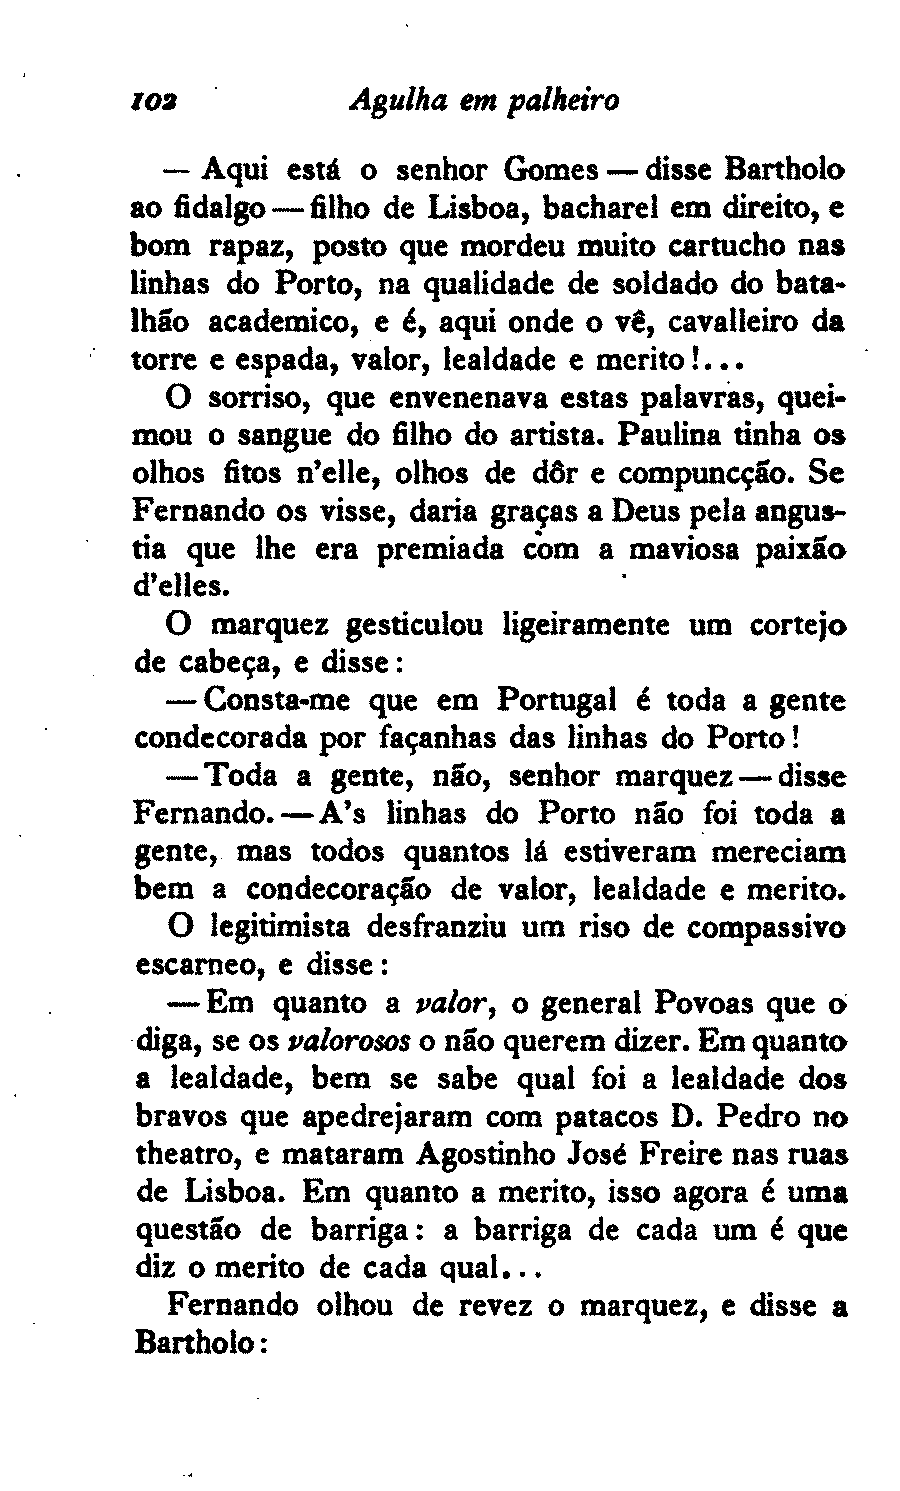 102 Agulha em palheiro
— Aqui está o senhor Gomes — disse Bartholo
ao fidalgo — filho de Lisboa, bacharel em direito, e
bom rapaz, posto que mordeu muito cartucho nas
linhas do Porto, na qualidade de soldado do bata-
lhão academico, e é, aqui onde o vê, cavalleiro da
torre e espada, valor, lealdade e merito!...
O sorriso, que envenenava estas palavras, quei-
mou o sangue do filho do artista. Paulina tinha os
olhos fitos n'elle, olhos de dôr e compuncção. Se
Fernando os visse, daria graças a Deus pela angus-
tia que lhe era premiada com a maviosa paixão
d'elles.
O marquez gesticulou ligeiramente um cortejo
de cabeça, e disse:
— Consta-me que em Portugal é toda a gente
condecorada por façanhas das linhas do Porto!
— Toda a gente, não, senhor marquez — disse
Fernando. — A's linhas do Porto não foi toda a
gente, mas todos quantos lá estiveram mereciam
bem a condecoração de valor, lealdade e merito.
O legitimista desfranziu um riso de compassivo
escarneo, e disse:
— Em quanto a valor, o general Povoas que o
diga, se os valorosos o não querem dizer. Em quanto
a lealdade, bem se sabe qual foi a lealdade dos
bravos que apedrejaram com patacos D. Pedro no
theatro, e mataram Agostinho José Freire nas ruas
de Lisboa. Em quanto a merito, isso agora é uma
questão de barriga: a barriga de cada um é que
diz o merito de cada qual...
Fernando olhou de revez o marquez, e disse a
Bartholo: